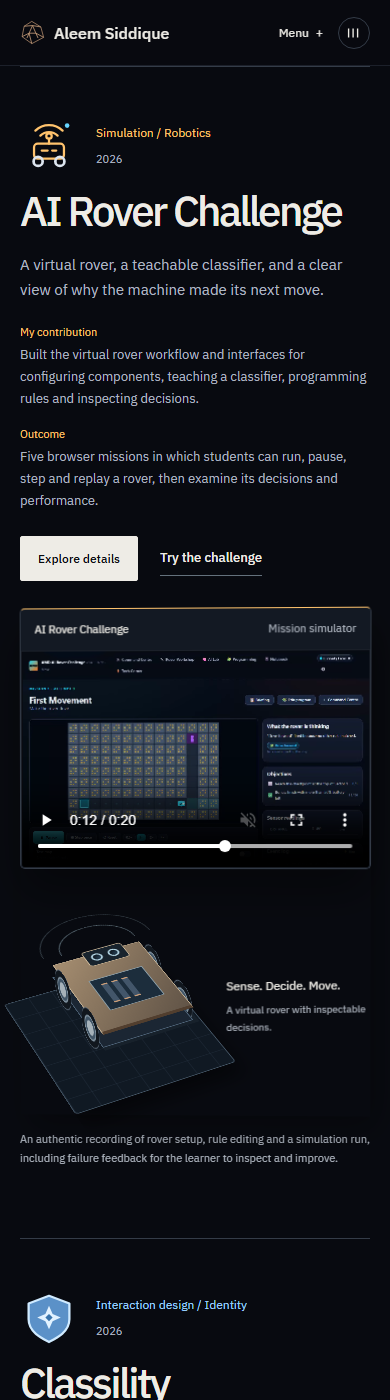 Aleem Siddique
Menu +
Simulation / Robotics
2026
AI Rover Challenge
A virtual rover, a teachable classifier, and a clear
view of why the machine made its next move.
My contribution
Built the virtual rover workflow and interfaces for
configuring components, teaching a classifier, programming
rules and inspecting decisions.
Outcome
Five browser missions in which students can run, pause,
step and replay a rover, then examine its decisions and
performance.
Explore details
Try the challenge
AI Rover Challenge
Mission simulator
First Movement
What the rover is thinking
Objectives
0:12 / 0:20
Sense. Decide. Move.
A virtual rover with inspectable
decisions.
An authentic recording of rover setup, rule editing and a simulation run,
including failure feedback for the learner to inspect and improve.
Interaction design / Identity
2026
Classility